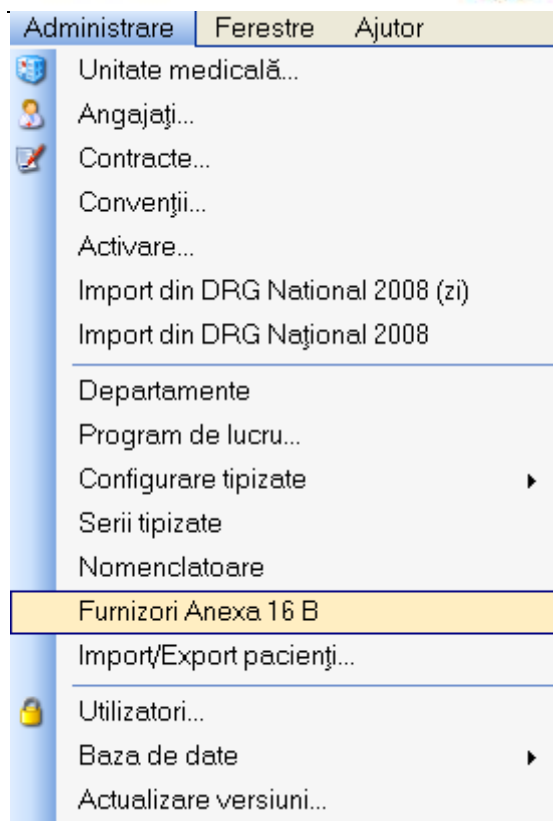 Administrare Ferestre Ajutor
Unitate medicală...
Angajaţi...
Contracte...
Convenţii...
Activare...
Import din DRG National 2008 (zi)
Import din DRG Naţional 2008
Departamente
Program de lucru...
Configurare tipizate
Serii tipizate
Nomenclatoare
Furnizori Anexa 16 B
Import/Export pacienţi...
Utilizatori...
Baza de date
Actualizare versiuni...